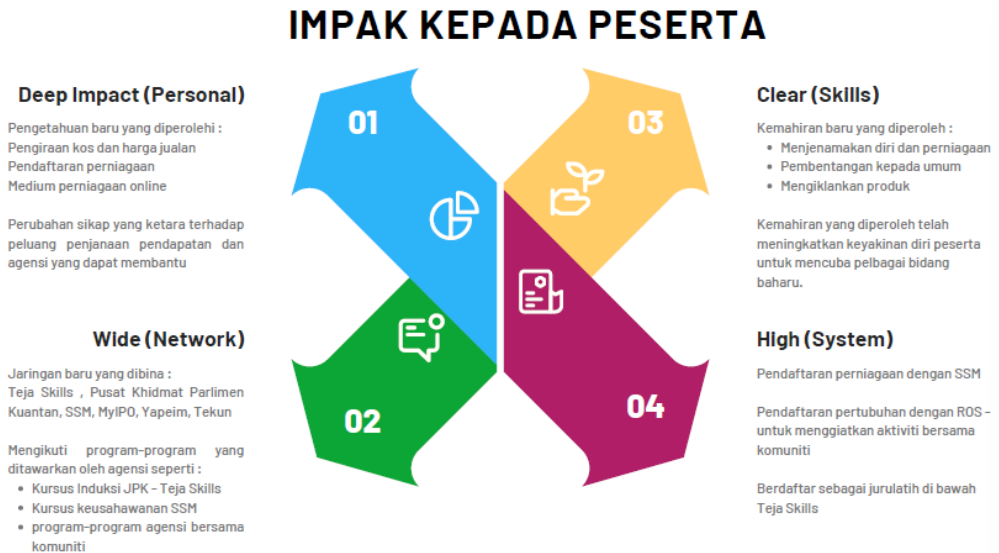 IMPAK KEPADA PESERTA
Deep Impact (Personal)
Pengetahuan baru yang diperolehi :
Pengiraan kos dan harga jualan
Pendaftaran perniagaan
Medium perniagaan online
Perubahan sikap yang ketara terhadap
peluang penjanaan pendapatan dan
agensi yang dapat membantu
01
Wide (Network)
Jaringan baru yang dibina :
Teja Skills , Pusat Khidmat Parlimen
Kuantan, SSM, MyIPO, Yapeim, Tekun
Mengikuti program-program yang
ditawarkan oleh agensi seperti :
• Kursus Induksi JPK - Teja Skills
• Kursus keusahawanan SSM
• program-program agensi bersama
komuniti
02
03
Clear (Skills)
Kemahiran baru yang diperoleh :
• Menjenamakan diri dan perniagaan
• Pembentangan kepada umum
• Mengiklankan produk
Kemahiran yang diperoleh telah
meningkatkan keyakinan diri peserta
untuk mencuba pelbagai bidang
baharu.
04
High (System)
Pendaftaran perniagaan dengan SSM
Pendaftaran pertubuhan dengan ROS -
untuk menggiatkan aktiviti bersama
komuniti
Berdaftar sebagai jurulatih di bawah
Teja Skills